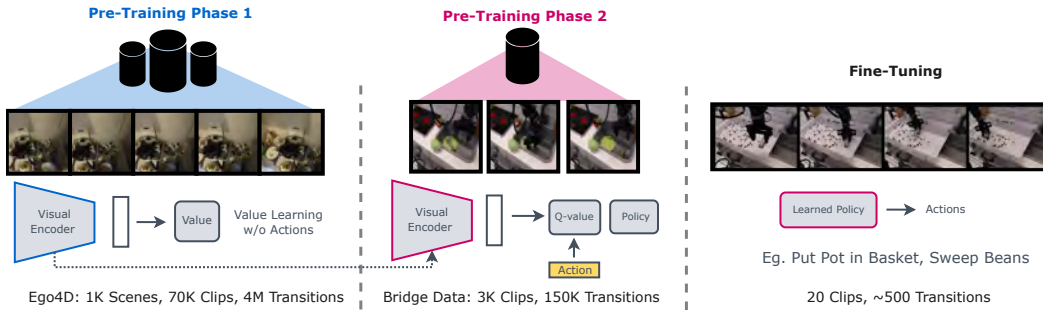 Pre-Training Phase 1
Visual
Encoder
Value
Value Learning
w/o Actions
Ego4D: 1K Scenes, 70K Clips, 4M Transitions
Pre-Training Phase 2
Visual
Encoder
Q-value
Policy
Action
Bridge Data: 3K Clips, 150K Transitions
Fine-Tuning
Learned Policy
Actions
Eg. Put Pot in Basket, Sweep Beans
20 Clips, ~500 Transitions